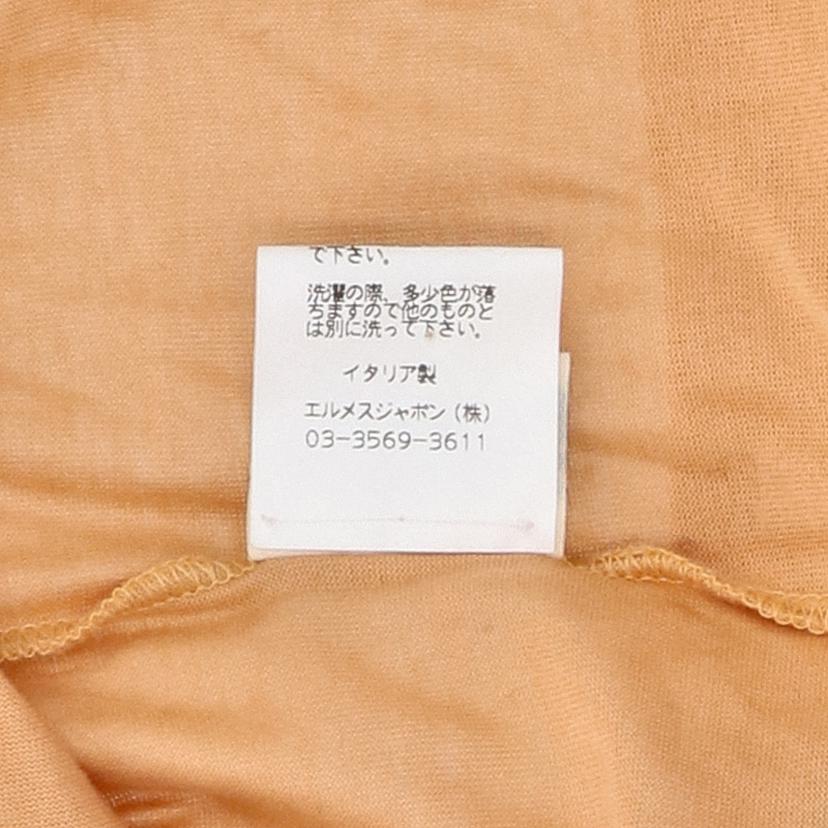 で下さい。
洗濯の際、多少色が落
ちますので他のものと
は別に洗って下さい。
イタリア製
エルメスジャポン（株）
03-3569-3611